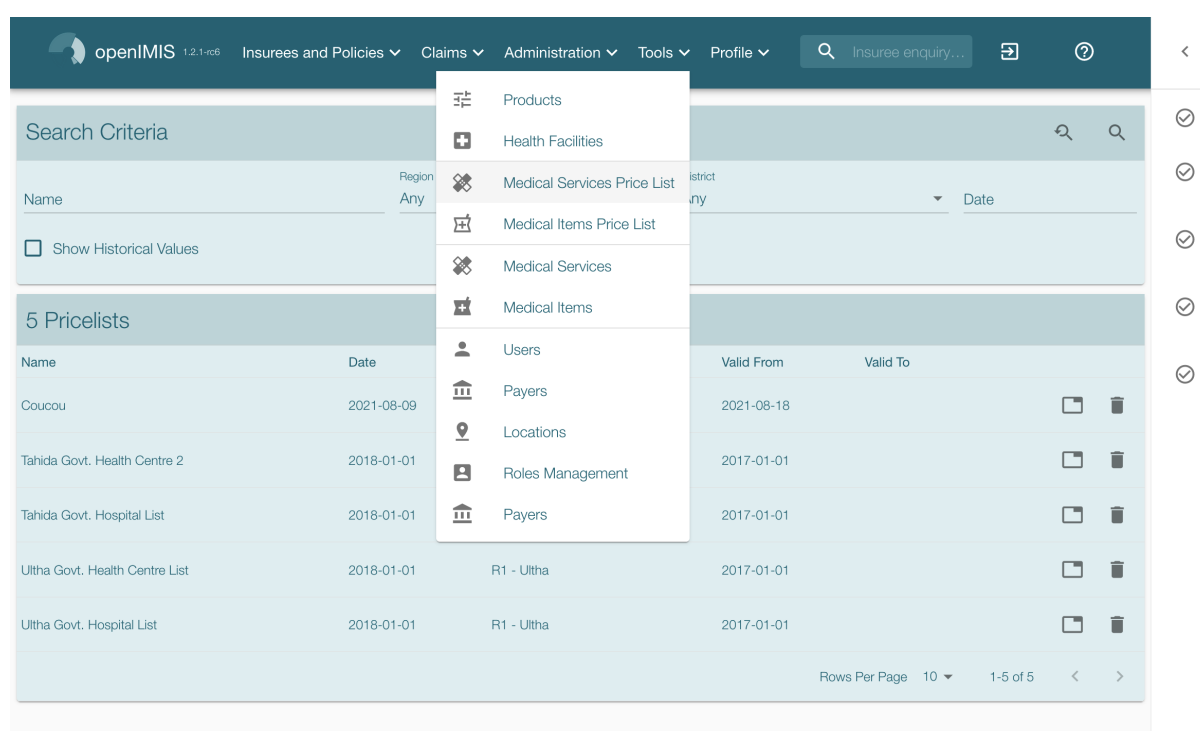 openIMIS 1.2.1-rc6 Insurees and Policies Claims Administration Tools Profile Insuree enquiry...
Products
Health Facilities
Medical Services Price List
Medical Items Price List
Medical Services
Medical Items
Users
Payers
Locations
Roles Management
Payers
Search Criteria
Region istrict
Name Any ny Date
Show Historical Values
5 Pricelists
Name Date Valid From Valid To
Coucou 2021-08-09 2021-08-18
Tahida Govt. Health Centre 2 2018-01-01 2017-01-01
Tahida Govt. Hospital List 2018-01-01 2017-01-01
Ultha Govt. Health Centre List 2018-01-01 R1 - Ultha 2017-01-01
Ultha Govt. Hospital List 2018-01-01 R1 - Ultha 2017-01-01
Rows Per Page 10 1-5 of 5